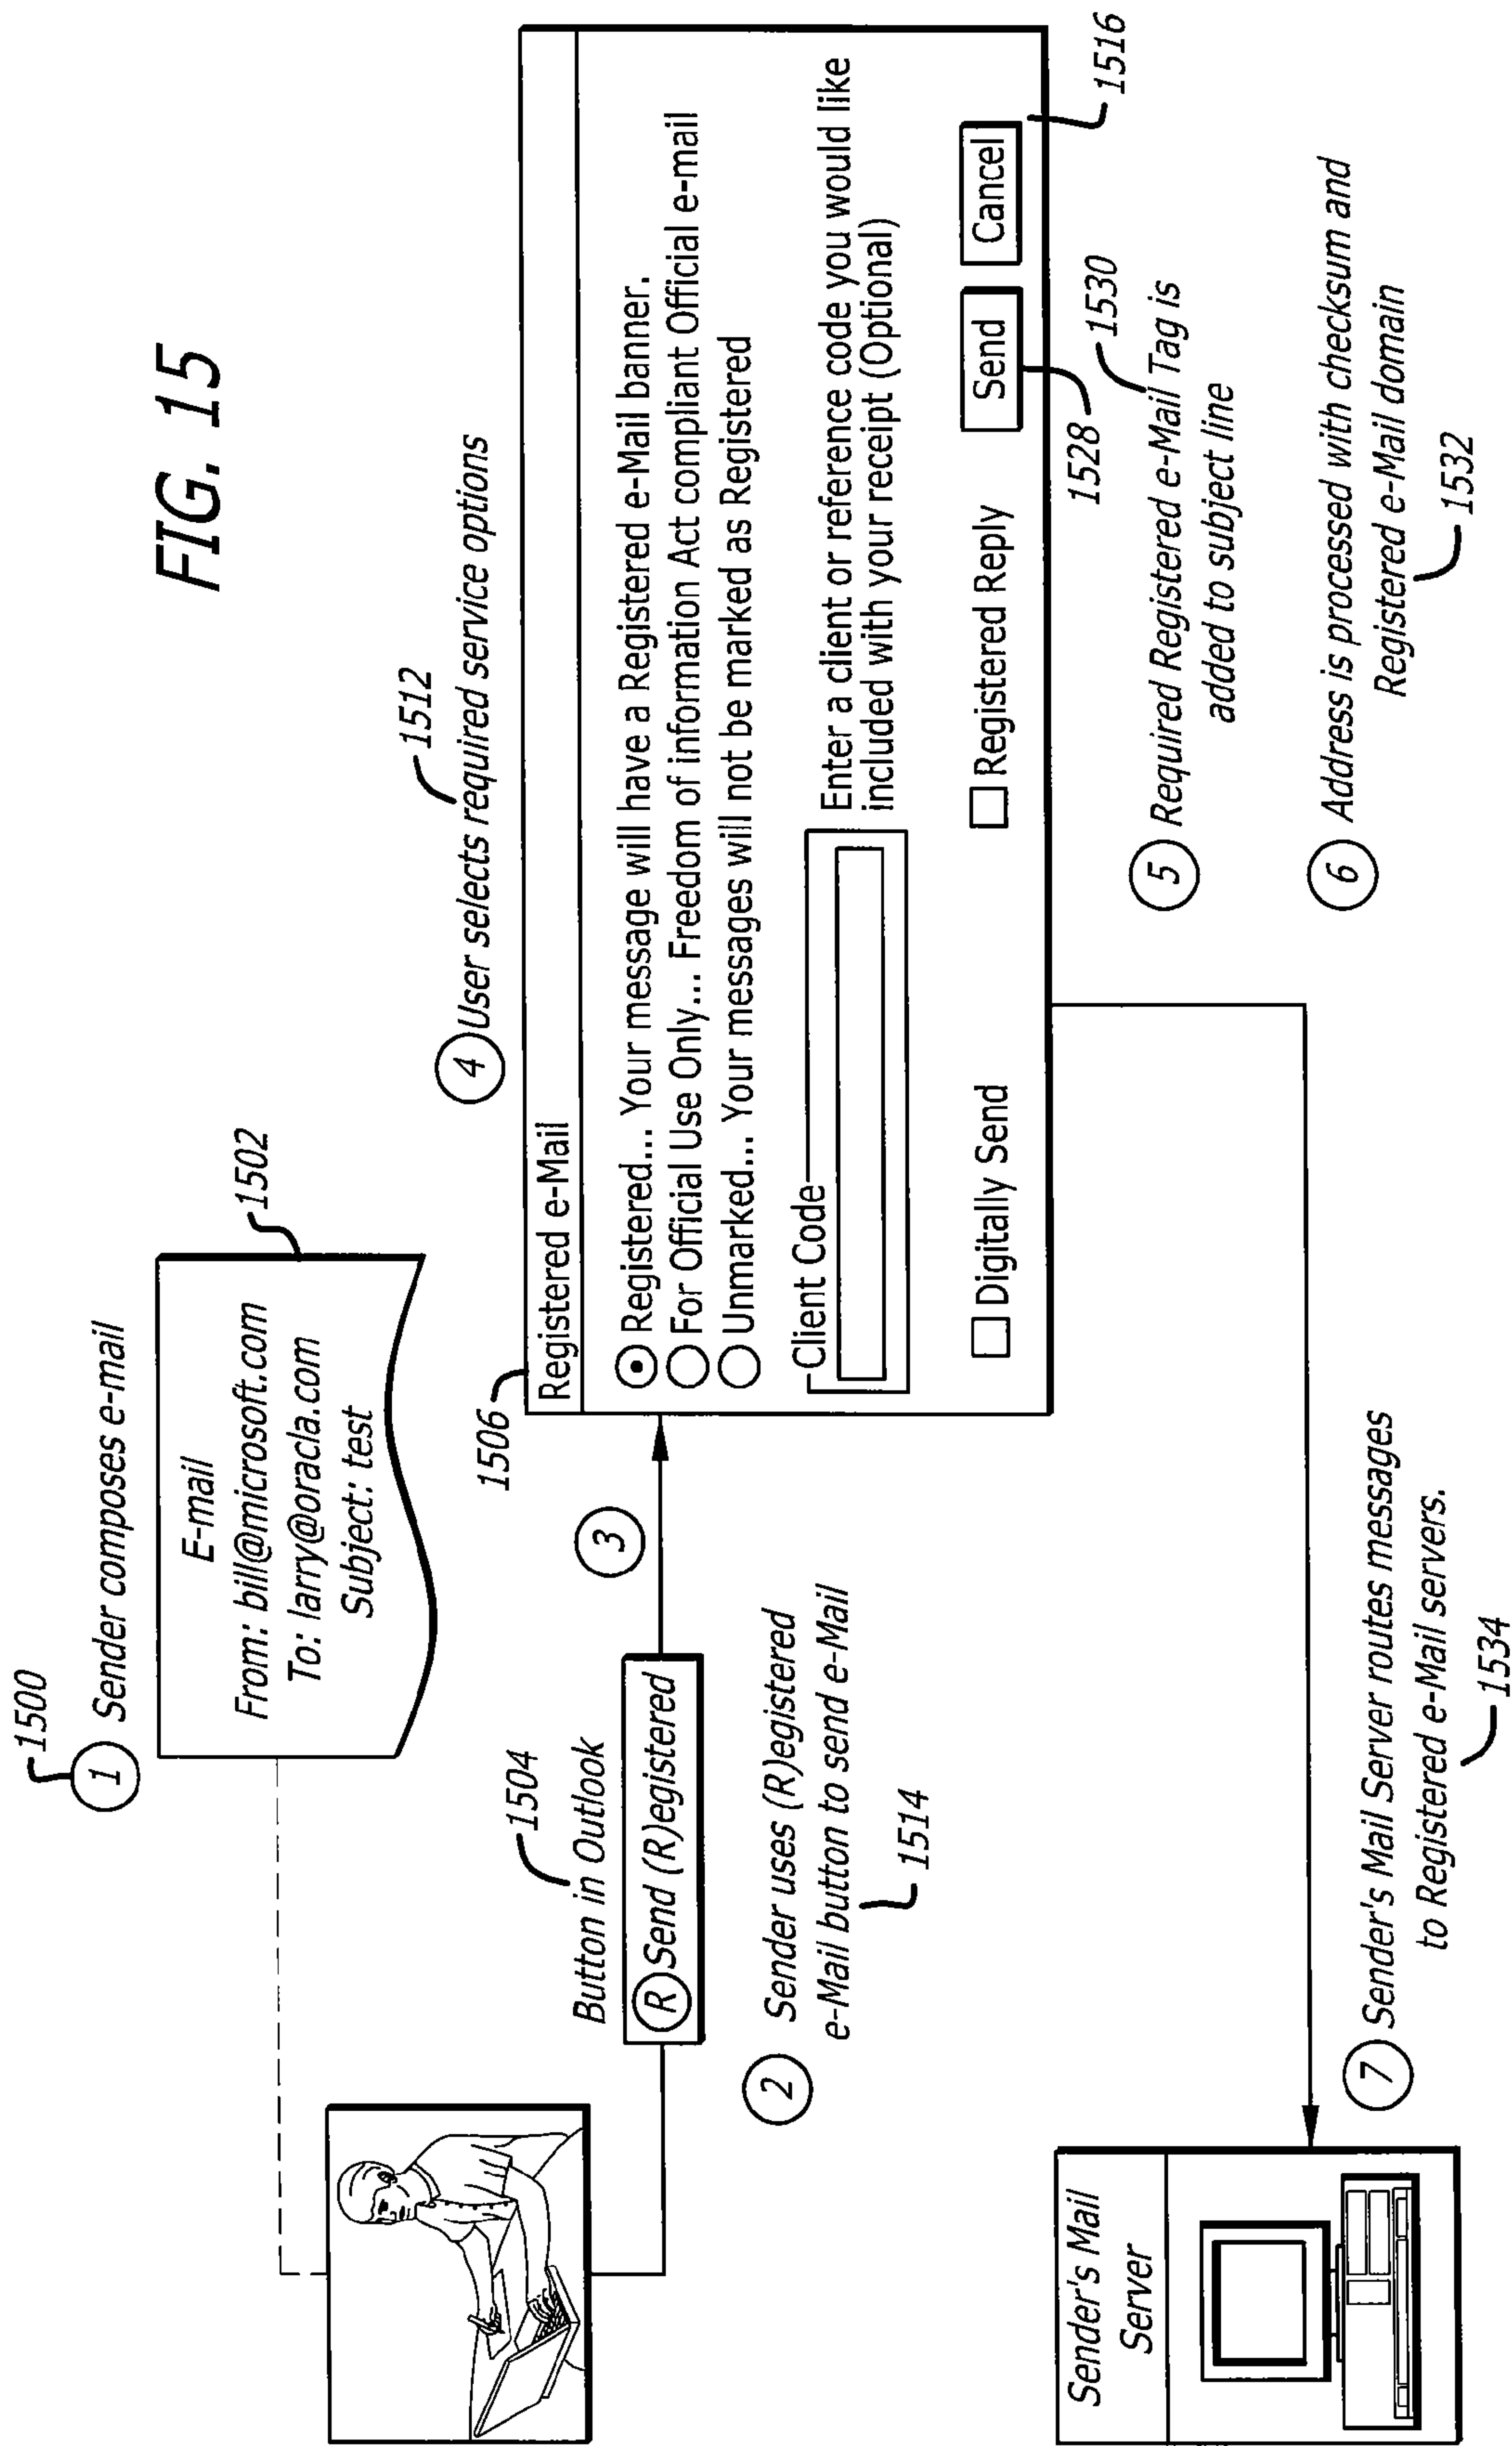 FIG. 15
1500
1 Sender composes e-mail
1502
E-mail
From: bill@microsoft.com
To: larry@oracla.com
Subject: test
1504
Button in Outlook
R Send (R)egistered
2 Sender uses (R)egistered
e-Mail button to send e-Mail
1514
3
1512
4 User selects required service options
1506
Registered e-Mail
Registered... Your message will have a Registered e-Mail banner.
For Official Use Only... Freedom of information Act compliant Official e-mail
Unmarked... Your messages will not be marked as Registered
Client Code
Enter a client or reference code you would like
included with your receipt (Optional)
Digitally Send
Registered Reply
Send
Cancel
1516
1528
1530
5 Required Registered e-Mail Tag is
added to subject line
6 Address is processed with checksum and
Registered e-Mail domain
1532
Sender's Mail
Server
7 Sender's Mail Server routes messages
to Registered e-Mail servers.
1534